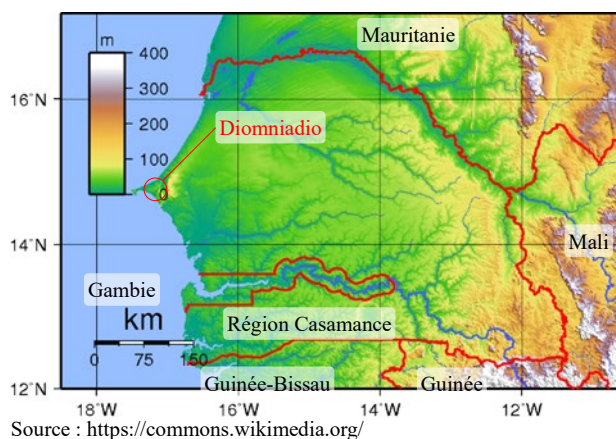 Mauritanie
m
400
300
200
100
0
16°N
Diomniadio
14°N
Mali
Gambie
km
0 75 150
Région Casamance
12°N
Guinée-Bissau
Guinée
18°W 16°W 14°W 12°W
Source : https://commons.wikimedia.org/